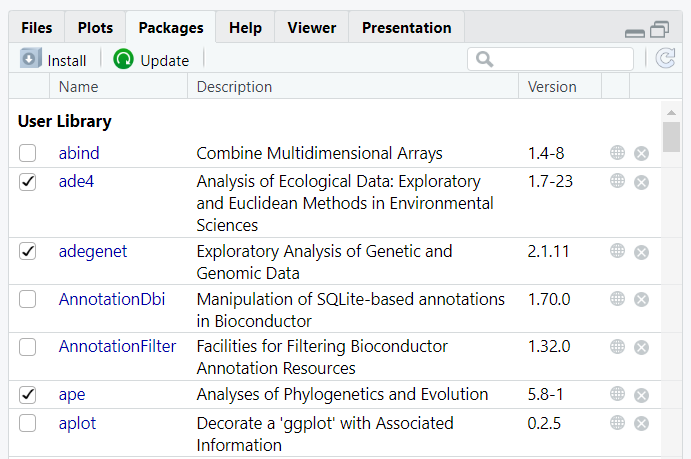 Files Plots Packages Help Viewer Presentation
Install Update
Name Description Version
User Library
abind Combine Multidimensional Arrays 1.4-8
ade4 Analysis of Ecological Data: Exploratory 1.7-23
and Euclidean Methods in Environmental
Sciences
adegenet Exploratory Analysis of Genetic and 2.1.11
Genomic Data
AnnotationDbi Manipulation of SQLite-based annotations 1.70.0
in Bioconductor
AnnotationFilter Facilities for Filtering Bioconductor 1.32.0
Annotation Resources
ape Analyses of Phylogenetics and Evolution 5.8-1
aplot Decorate a 'ggplot' with Associated 0.2.5
Information